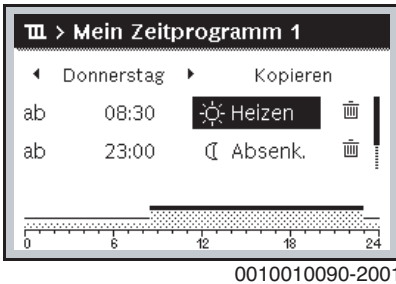 > Mein Zeitprogramm 1
Donnerstag Kopieren
ab 08:30 Heizen
ab 23:00 Absenk.
0 6 12 18 24
0010010090-2001